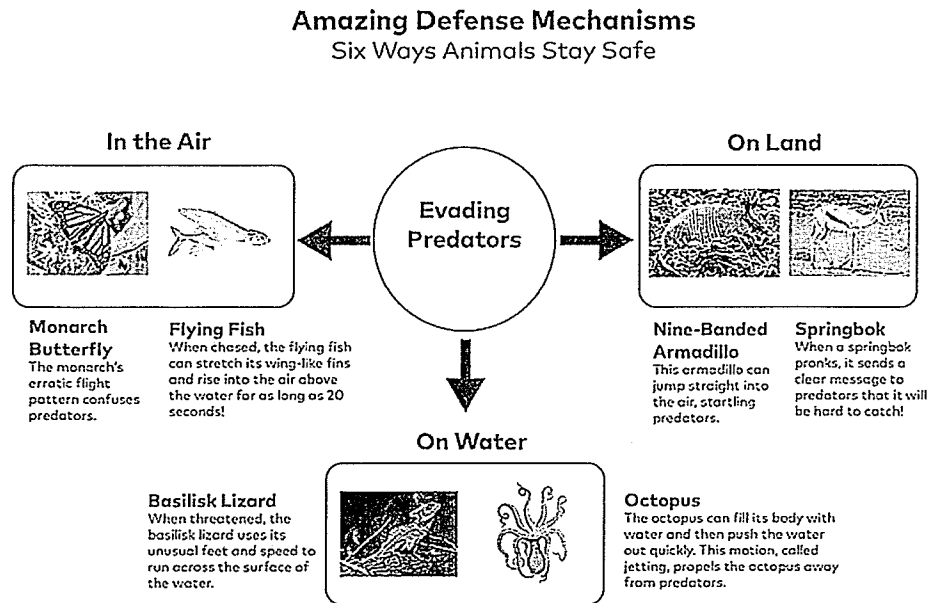 Amazing Defense Mechanisms
Six Ways Animals Stay Safe
In the Air
On Land
Evading
Predators
Monarch
Butterfly
The monarch's
erratic flight
pattern confuses
predators.
Flying Fish
When chased, the flying fish
can stretch its wing-like fins
and rise into the air above
the water for as long as 20
seconds!
Nine-Banded
Armadillo
This armadillo can
jump straight into
the air, startling
predators.
Springbok
When a springbok
pronks, it sends a
clear message to
predators that it will
be hard to catch!
On Water
Basilisk Lizard
When threatened, the
basilisk lizard uses its
unusual feet and speed to
run across the surface of
the water.
Octopus
The octopus can fill its body with
water and then push the water
out quickly. This motion, called
jetting, propels the octopus away
from predators.